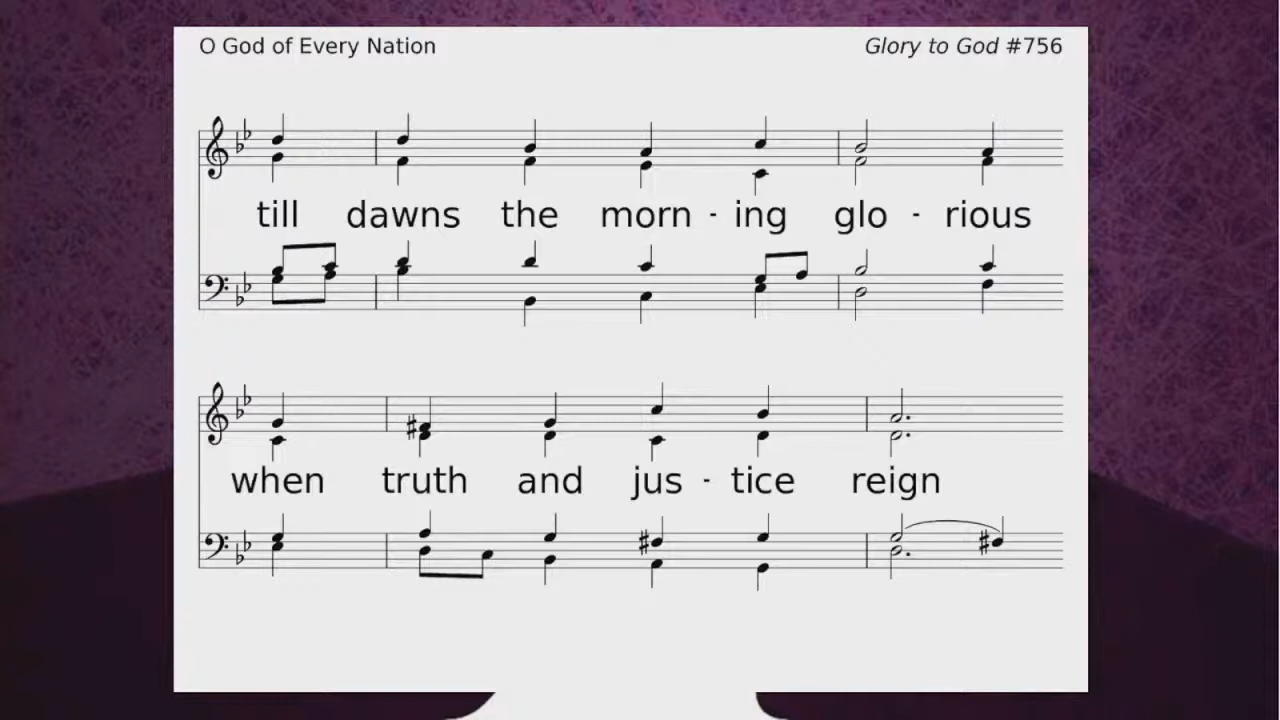 O God of Every Nation
Glory to God #756
till dawns the morn - ing glo - rious
when truth and jus - tice reign